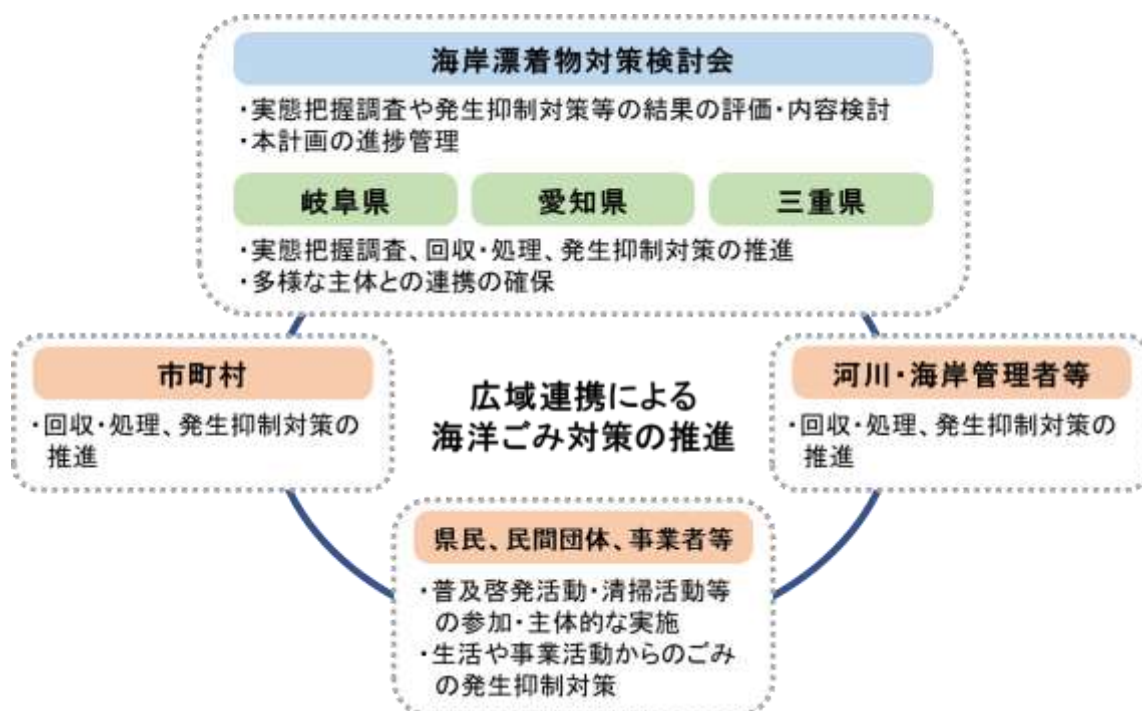 海岸漂着物対策検討会
・実態把握調査や発生抑制対策等の結果の評価・内容検討
・本計画の進捗管理
岐阜県
愛知県
三重県
・実態把握調査、回収・処理、発生抑制対策の推進
・多様な主体との連携の確保
市町村
・回収・処理、発生抑制対策の
推進
広域連携による
海洋ごみ対策の推進
河川・海岸管理者等
・回収・処理、発生抑制対策の
推進
県民、民間団体、事業者等
・普及啓発活動・清掃活動等
の参加・主体的な実施
・生活や事業活動からのごみ
の発生抑制対策